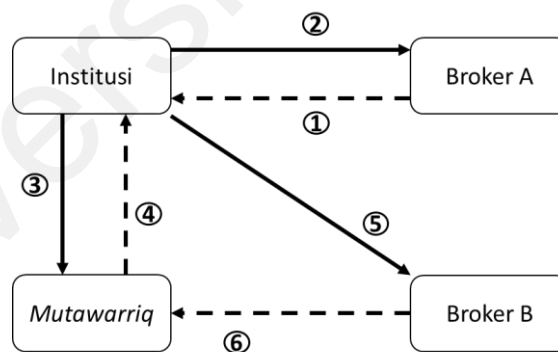 ②
Institusi
Broker A
①
③
④
⑤
Mutawarriq
Broker B
⑥